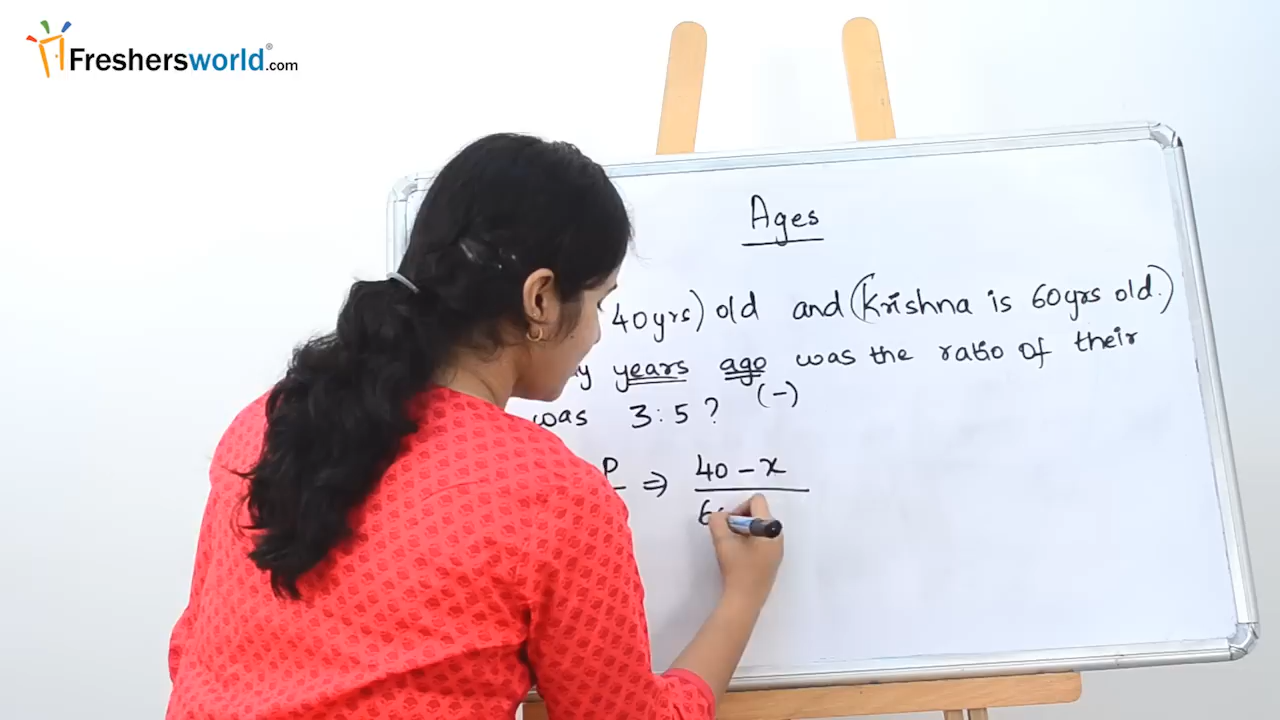 Freshersworld.com
Ages
40yrs) old and (Krishna is 60yrs old.)
years ago was the ratio of their
(-)
was 3:5?
P ⇒ 40 - x